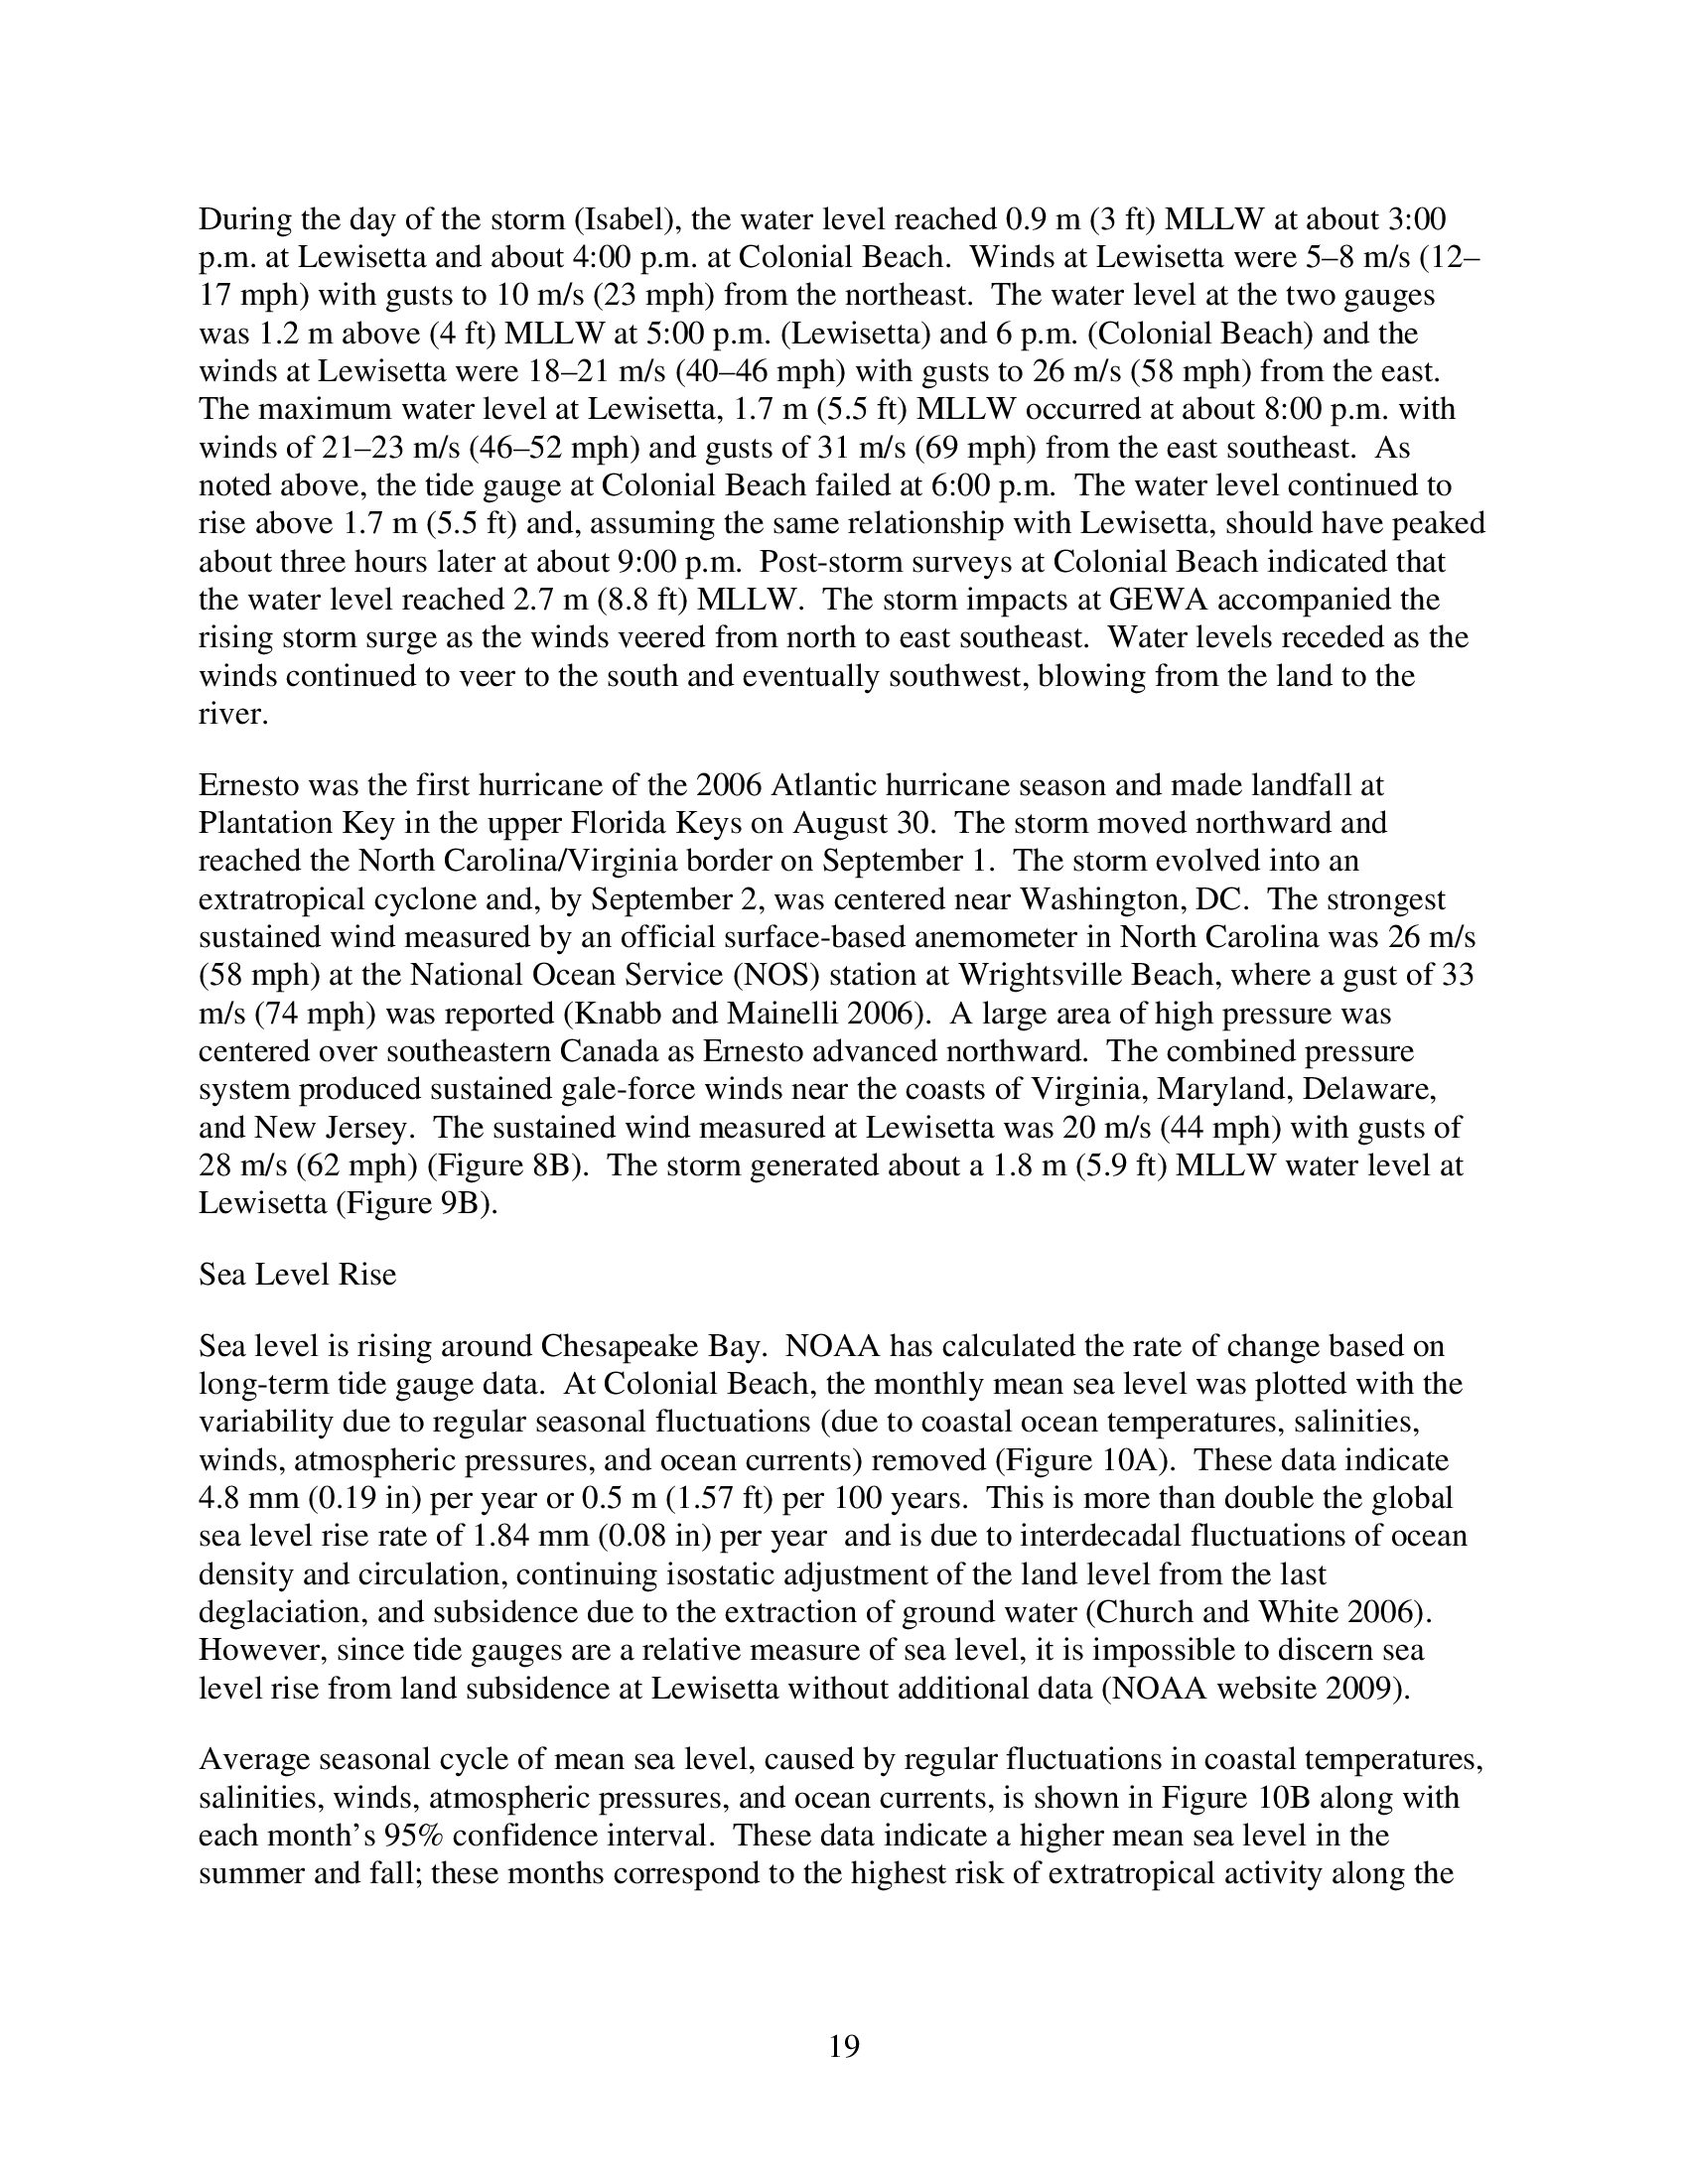 During the day of the storm (Isabel), the water level reached 0.9 m (3 ft) MLLW at about 3:00
p.m. at Lewisetta and about 4:00 p.m. at Colonial Beach.  Winds at Lewisetta were 5–8 m/s (12–
17 mph) with gusts to 10 m/s (23 mph) from the northeast.  The water level at the two gauges
was 1.2 m above (4 ft) MLLW at 5:00 p.m. (Lewisetta) and 6 p.m. (Colonial Beach) and the
winds at Lewisetta were 18–21 m/s (40–46 mph) with gusts to 26 m/s (58 mph) from the east.
The maximum water level at Lewisetta, 1.7 m (5.5 ft) MLLW occurred at about 8:00 p.m. with
winds of 21–23 m/s (46–52 mph) and gusts of 31 m/s (69 mph) from the east southeast.  As
noted above, the tide gauge at Colonial Beach failed at 6:00 p.m.  The water level continued to
rise above 1.7 m (5.5 ft) and, assuming the same relationship with Lewisetta, should have peaked
about three hours later at about 9:00 p.m.  Post-storm surveys at Colonial Beach indicated that
the water level reached 2.7 m (8.8 ft) MLLW.  The storm impacts at GEWA accompanied the
rising storm surge as the winds veered from north to east southeast.  Water levels receded as the
winds continued to veer to the south and eventually southwest, blowing from the land to the
river.
Ernesto was the first hurricane of the 2006 Atlantic hurricane season and made landfall at
Plantation Key in the upper Florida Keys on August 30.  The storm moved northward and
reached the North Carolina/Virginia border on September 1.  The storm evolved into an
extratropical cyclone and, by September 2, was centered near Washington, DC.  The strongest
sustained wind measured by an official surface-based anemometer in North Carolina was 26 m/s
(58 mph) at the National Ocean Service (NOS) station at Wrightsville Beach, where a gust of 33
m/s (74 mph) was reported (Knabb and Mainelli 2006).  A large area of high pressure was
centered over southeastern Canada as Ernesto advanced northward.  The combined pressure
system produced sustained gale-force winds near the coasts of Virginia, Maryland, Delaware,
and New Jersey.  The sustained wind measured at Lewisetta was 20 m/s (44 mph) with gusts of
28 m/s (62 mph) (Figure 8B).  The storm generated about a 1.8 m (5.9 ft) MLLW water level at
Lewisetta (Figure 9B).
Sea Level Rise
Sea level is rising around Chesapeake Bay.  NOAA has calculated the rate of change based on
long-term tide gauge data.  At Colonial Beach, the monthly mean sea level was plotted with the
variability due to regular seasonal fluctuations (due to coastal ocean temperatures, salinities,
winds, atmospheric pressures, and ocean currents) removed (Figure 10A).  These data indicate
4.8 mm (0.19 in) per year or 0.5 m (1.57 ft) per 100 years.  This is more than double the global
sea level rise rate of 1.84 mm (0.08 in) per year  and is due to interdecadal fluctuations of ocean
density and circulation, continuing isostatic adjustment of the land level from the last
deglaciation, and subsidence due to the extraction of ground water (Church and White 2006).
However, since tide gauges are a relative measure of sea level, it is impossible to discern sea
level rise from land subsidence at Lewisetta without additional data (NOAA website 2009).
Average seasonal cycle of mean sea level, caused by regular fluctuations in coastal temperatures,
salinities, winds, atmospheric pressures, and ocean currents, is shown in Figure 10B along with
each month’s 95% confidence interval.  These data indicate a higher mean sea level in the
summer and fall; these months correspond to the highest risk of extratropical activity along the
19